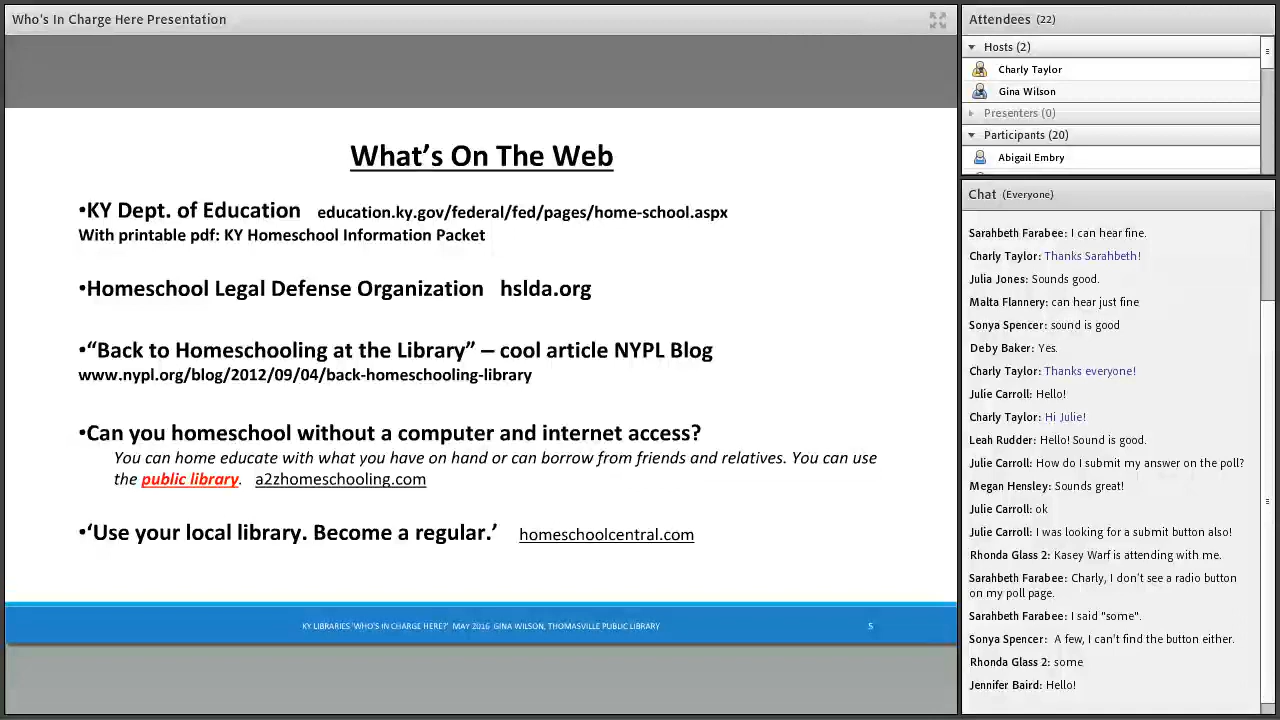 Who's In Charge Here Presentation
What's On The Web
•KY Dept. of Education education.ky.gov/federal/fed/pages/home-school.aspx
With printable pdf: KY Homeschool Information Packet
•Homeschool Legal Defense Organization hslda.org
•“Back to Homeschooling at the Library” – cool article NYPL Blog
www.nypl.org/blog/2012/09/04/back-homeschooling-library
•Can you homeschool without a computer and internet access?
You can home educate with what you have on hand or can borrow from friends and relatives. You can use
the public library. a2zhomeschooling.com
•‘Use your local library. Become a regular.’ homeschoolcentral.com
KY LIBRARIES 'WHO'S IN CHARGE HERE?' MAY 2016 GINA WILSON, THOMASVILLE PUBLIC LIBRARY 5
Attendees (22)
Hosts (2)
Charly Taylor
Gina Wilson
Presenters (0)
Participants (20)
Abigail Embry
Chat (Everyone)
Sarahbeth Farabee: I can hear fine.
Charly Taylor: Thanks Sarahbeth!
Julia Jones: Sounds good.
Malta Flannery: can hear just fine
Sonya Spencer: sound is good
Deby Baker: Yes.
Charly Taylor: Thanks everyone!
Julie Carroll: Hello!
Charly Taylor: Hi Julie!
Leah Rudder: Hello! Sound is good.
Julie Carroll: How do I submit my answer on the poll?
Megan Hensley: Sounds great!
Julie Carroll: ok
Julie Carroll: I was looking for a submit button also!
Rhonda Glass 2: Kasey Warf is attending with me.
Sarahbeth Farabee: Charly, I don't see a radio button
on my poll page.
Sarahbeth Farabee: I said "some".
Sonya Spencer: A few, I can't find the button either.
Rhonda Glass 2: some
Jennifer Baird: Hello!